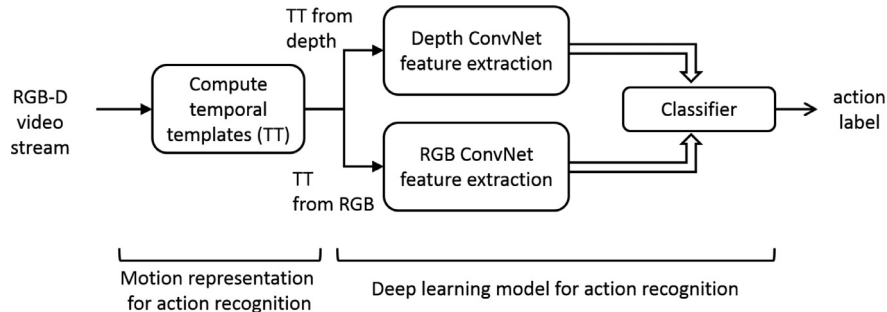 RGB-D
video
stream
Compute
temporal
templates (TT)
TT from
depth
Depth ConvNet
feature extraction
TT
from RGB
RGB ConvNet
feature extraction
Classifier
action
label
Motion representation
for action recognition
Deep learning model for action recognition